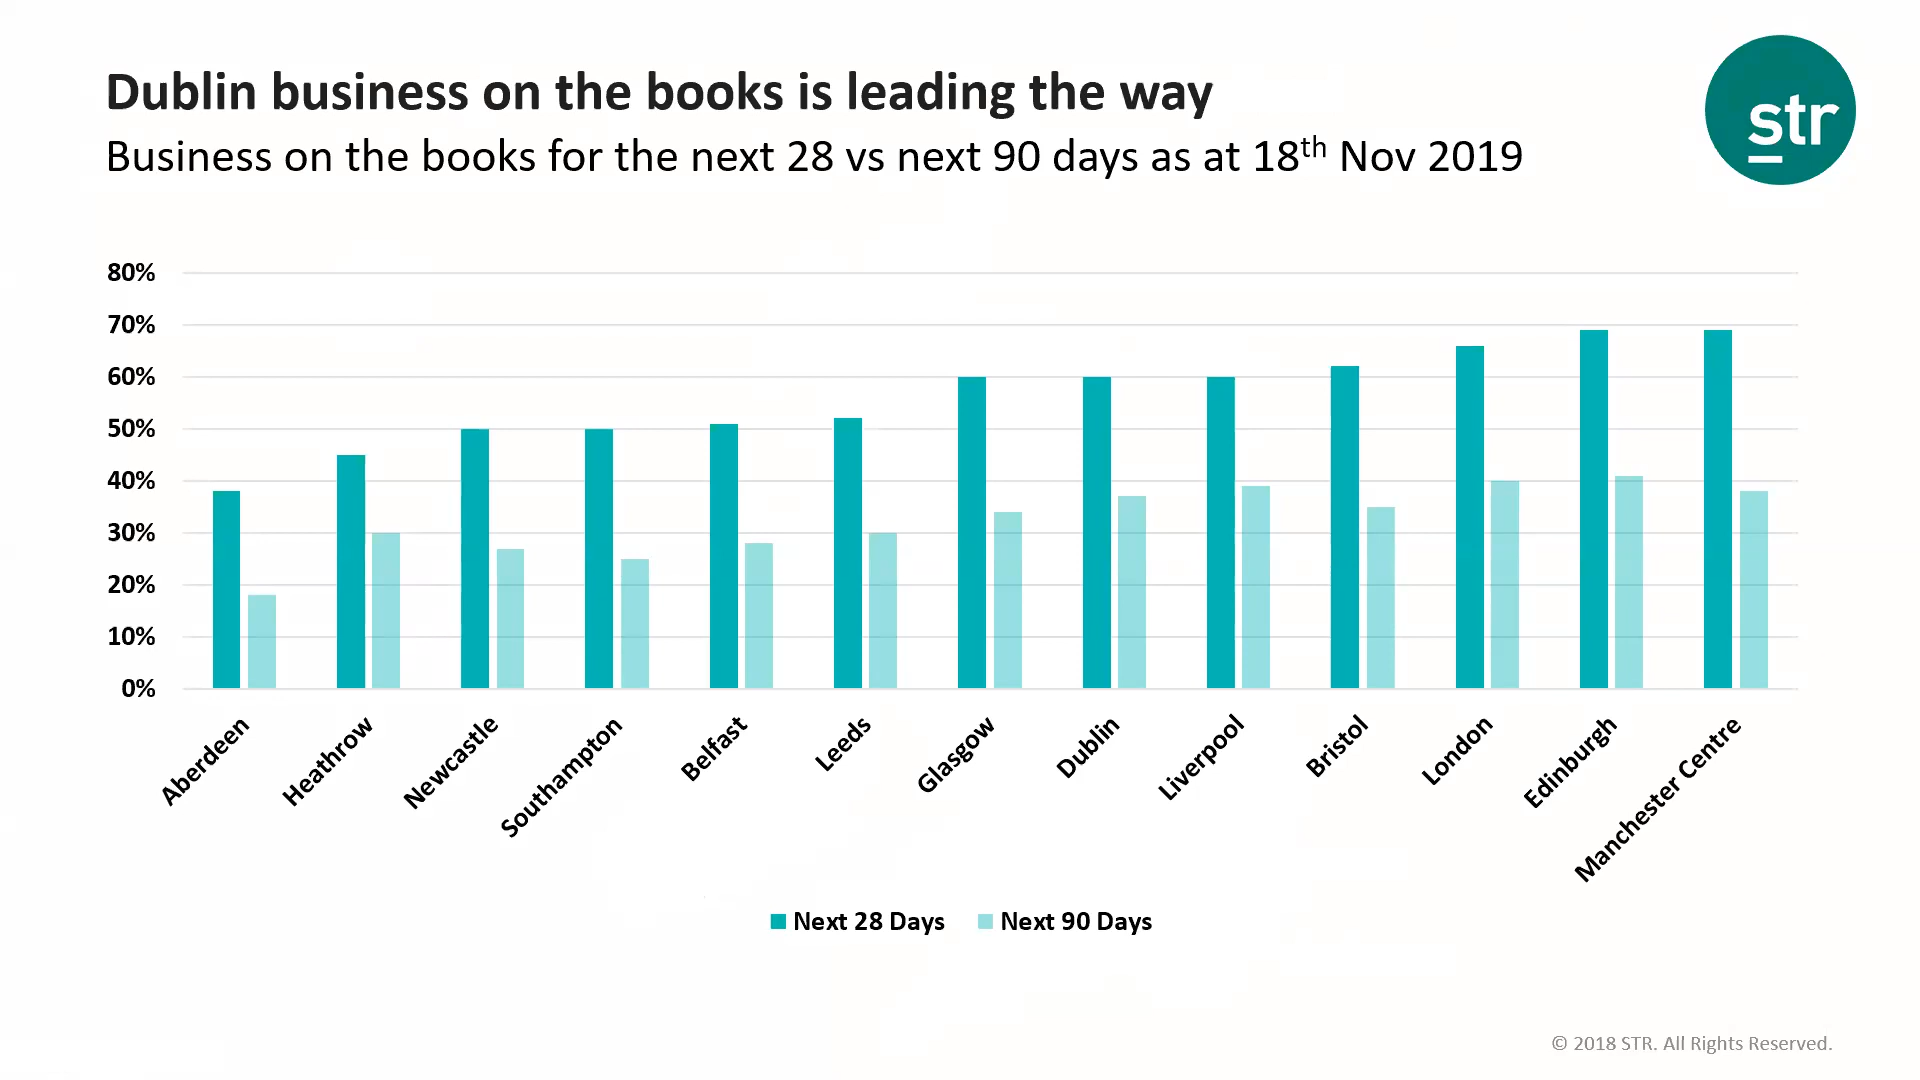 Dublin business on the books is leading the way
Business on the books for the next 28 vs next 90 days as at 18th Nov 2019
str
80%
70%
60%
50%
40%
30%
20%
10%
0%
Aberdeen
Heathrow
Newcastle
Southampton
Belfast
Leeds
Glasgow
Dublin
Liverpool
Bristol
London
Edinburgh
Manchester Centre
Next 28 Days
Next 90 Days
© 2018 STR. All Rights Reserved.